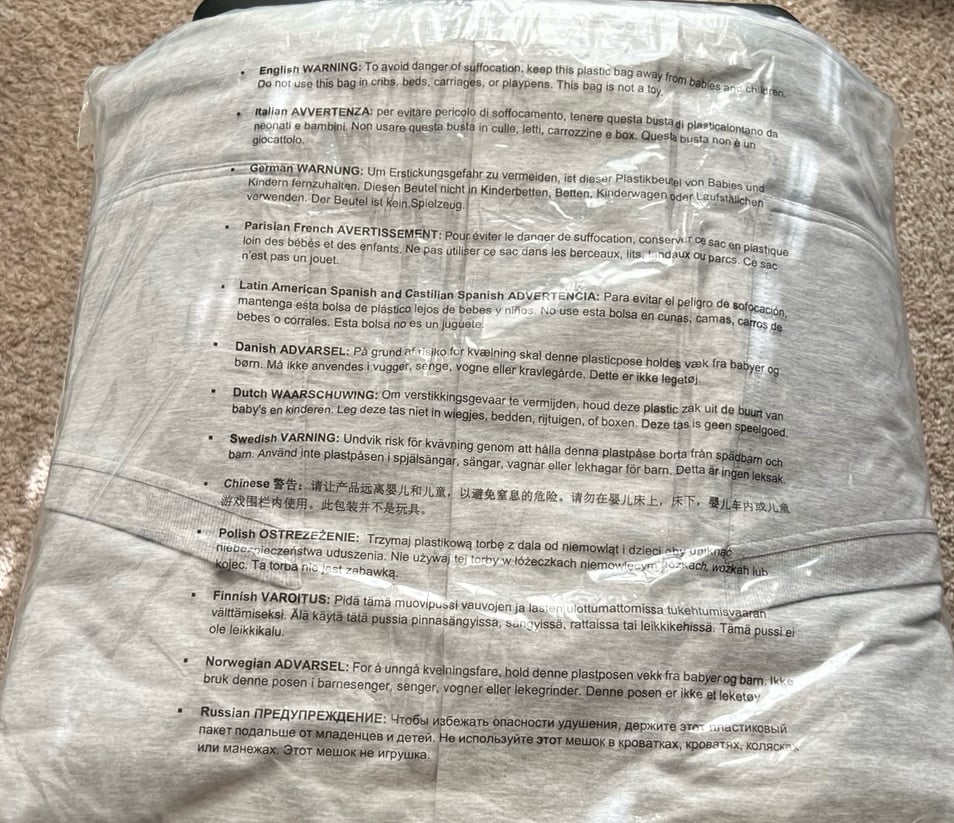 ▪ English WARNING: To avoid danger of suffocation, keep this plastic bag away from babies and children.
Do not use this bag in cribs, beds, carriages, or playpens. This bag is not a toy.
▪ Italian AVVERTENZA: per evitare pericolo di soffocamento, tenere questa busta di plasticalontano da
neonati e bambini. Non usare questa busta in culle, letti, carrozzine e box. Questa busta non è un
giocattolo.
▪ German WARNUNG: Um Erstickungsgefahr zu vermeiden, ist dieser Plastikbeutel von Babies und
Kindern fernzuhalten. Diesen Beutel nicht in Kinderbetten, Betten, Kinderwagen oder Laufställchen
verwenden. Der Beutel ist kein Spielzeug.
▪ Parisian French AVERTISSEMENT: Pour éviter le danger de suffocation, conserver ce sac en plastique
loin des bébés et des enfants. Ne pas utiliser ce sac dans les berceaux, lits, landaux ou parcs. Ce sac
n'est pas un jouet.
▪ Latin American Spanish and Castilian Spanish ADVERTENCIA: Para evitar el peligro de sofocación,
mantenga esta bolsa de plástico lejos de bebes y niños. No use esta bolsa en cunas, camas, carros de
bebes o córrales. Esta bolsa no es un juguete.
▪ Danish ADVARSEL: På grund af risiko for kvælning skal denne plasticpose holdes væk fra babyer og
børn. Må ikke anvendes i vugger, senge, vogne eller kravlegårde. Dette er ikke legetøj.
▪ Dutch WAARSCHUWING: Om verstikkingsgevaar te vermijden, houd deze plastic zak uit de buurt van
baby's en kinderen. Leg deze tas niet in wiegjes, bedden, rijtuigen, of boxen. Deze tas is geen speelgoed.
▪ Swedish VARNING: Undvik risk för kvävning genom att hålla denna plastpåse borta från spädbarn och
barn. Använd inte plastpåsen i spjälsängar, sängar, vagnar eller lekhagar för barn. Detta är ingen leksak.
▪ Chinese 警告：请让产品远离婴儿和儿童，以避免窒息的危险。请勿在婴儿床上，床下，婴儿车内或儿童
游戏围栏内使用。此包装并不是玩具。
▪ Polish OSTRZEŻENIE: Trzymaj plastikową torbę z dala od niemowląt i dzieci aby uniknąć
niebezpieczeństwa uduszenia. Nie używaj tej torby w łóżeczkach niemowlęcym, łóżkach, wózkah lub
kojec. Ta torba nie jest zabawką.
▪ Finnish VAROITUS: Pidä tämä muovipussi vauvojen ja lasten ulottumattomissa tukehtumisvaaran
välttämiseksi. Älä käytä tätä pussia pinnasängyissä, sängyissä, rattaissa tai leikkikehissä. Tämä pussi ei
ole leikkikalu.
▪ Norwegian ADVARSEL: For å unngå kvelningsfare, hold denne plastposen vekk fra babyer og barn. Ikke
bruk denne posen i barnesenger, senger, vogner eller lekegrinder. Denne posen er ikke et leketøy
▪ Russian ПРЕДУПРЕЖДЕНИЕ: Чтобы избежать опасности удушения, держите этот пластиковый
пакет подальше от младенцев и детей. Не используйте этот мешок в кроватках, кроватях, колясках
или манежах. Этот мешок не игрушка.